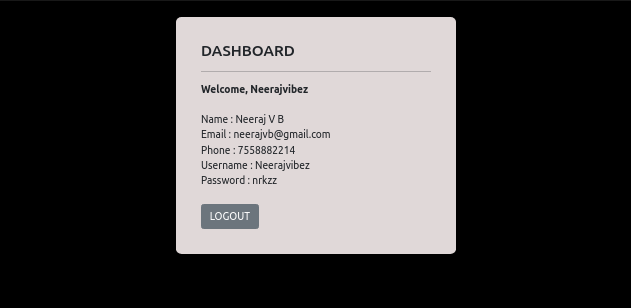 DASHBOARD
Welcome, Neerajvibez
Name : Neeraj V B
Email : neerajvb@gmail.com
Phone : 7558882214
Username : Neerajvibez
Password : nrkzz
LOGOUT